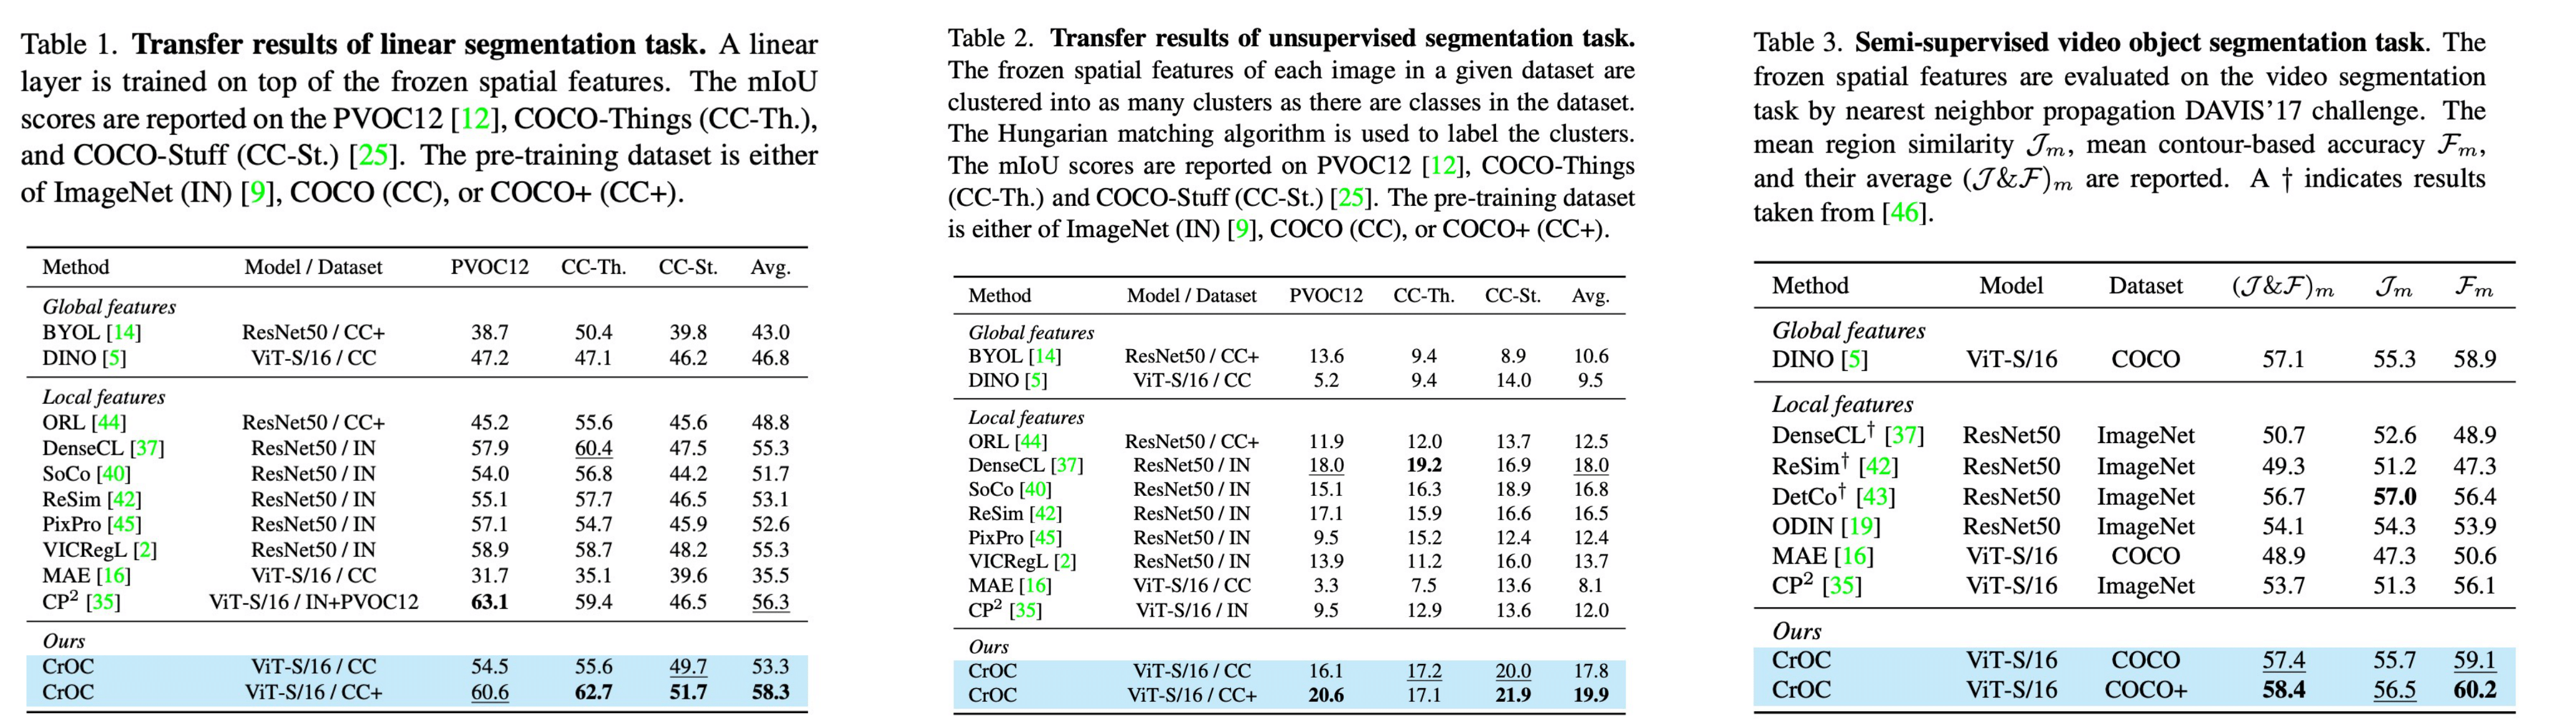 Table 1. Transfer results of linear segmentation task. A linear
layer is trained on top of the frozen spatial features. The mIoU
scores are reported on the PVOC12 [12], COCO-Things (CC-Th.),
and COCO-Stuff (CC-St.) [25]. The pre-training dataset is either
of ImageNet (IN) [9], COCO (CC), or COCO+ (CC+).
Method Model / Dataset PVOC12 CC-Th. CC-St. Avg.
Global features
BYOL [14] ResNet50 / CC+ 38.7 50.4 39.8 43.0
DINO [5] ViT-S/16 / CC 47.2 47.1 46.2 46.8
Local features
ORL [44] ResNet50 / CC+ 45.2 55.6 45.6 48.8
DenseCL [37] ResNet50 / IN 57.9 60.4 47.5 55.3
SoCo [40] ResNet50 / IN 54.0 56.8 44.2 51.7
ReSim [42] ResNet50 / IN 55.1 57.7 46.5 53.1
PixPro [45] ResNet50 / IN 57.1 54.7 45.9 52.6
VICRegL [2] ResNet50 / IN 58.9 58.7 48.2 55.3
MAE [16] ViT-S/16 / CC 31.7 35.1 39.6 35.5
CP² [35] ViT-S/16 / IN+PVOC12 63.1 59.4 46.5 56.3
Ours
CrOC ViT-S/16 / CC 54.5 55.6 49.7 53.3
CrOC ViT-S/16 / CC+ 60.6 62.7 51.7 58.3
Table 2. Transfer results of unsupervised segmentation task.
The frozen spatial features of each image in a given dataset are
clustered into as many clusters as there are classes in the dataset.
The Hungarian matching algorithm is used to label the clusters.
The mIoU scores are reported on PVOC12 [12], COCO-Things
(CC-Th.) and COCO-Stuff (CC-St.) [25]. The pre-training dataset
is either of ImageNet (IN) [9], COCO (CC), or COCO+ (CC+).
Method Model / Dataset PVOC12 CC-Th. CC-St. Avg.
Global features
BYOL [14] ResNet50 / CC+ 13.6 9.4 8.9 10.6
DINO [5] ViT-S/16 / CC 5.2 9.4 14.0 9.5
Local features
ORL [44] ResNet50 / CC+ 11.9 12.0 13.7 12.5
DenseCL [37] ResNet50 / IN 18.0 19.2 16.9 18.0
SoCo [40] ResNet50 / IN 15.1 16.3 18.9 16.8
ReSim [42] ResNet50 / IN 17.1 15.9 16.6 16.5
PixPro [45] ResNet50 / IN 9.5 15.2 12.4 12.4
VICRegL [2] ResNet50 / IN 13.9 11.2 16.0 13.7
MAE [16] ViT-S/16 / CC 3.3 7.5 13.6 8.1
CP² [35] ViT-S/16 / IN 9.5 12.9 13.6 12.0
Ours
CrOC ViT-S/16 / CC 16.1 17.2 20.0 17.8
CrOC ViT-S/16 / CC+ 20.6 17.1 21.9 19.9
Table 3. Semi-supervised video object segmentation task. The
frozen spatial features are evaluated on the video segmentation
task by nearest neighbor propagation DAVIS'17 challenge. The
mean region similarity 𝒥m, mean contour-based accuracy ℱm,
and their average (𝒥&ℱ)m are reported. A † indicates results
taken from [46].
Method Model Dataset (𝒥&ℱ)m 𝒥m ℱm
Global features
DINO [5] ViT-S/16 COCO 57.1 55.3 58.9
Local features
DenseCL† [37] ResNet50 ImageNet 50.7 52.6 48.9
ReSim† [42] ResNet50 ImageNet 49.3 51.2 47.3
DetCo† [43] ResNet50 ImageNet 56.7 57.0 56.4
ODIN [19] ResNet50 ImageNet 54.1 54.3 53.9
MAE [16] ViT-S/16 COCO 48.9 47.3 50.6
CP² [35] ViT-S/16 ImageNet 53.7 51.3 56.1
Ours
CrOC ViT-S/16 COCO 57.4 55.7 59.1
CrOC ViT-S/16 COCO+ 58.4 56.5 60.2